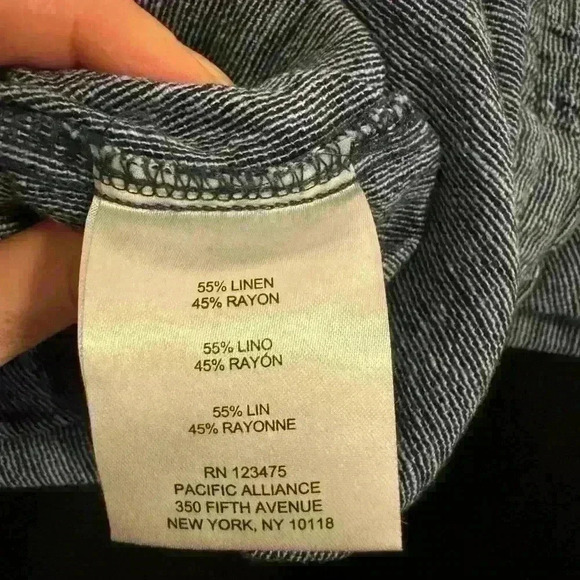 55% LINEN
45% RAYON
55% LINO
45% RAYÓN
55% LIN
45% RAYONNE
RN 123475
PACIFIC ALLIANCE
350 FIFTH AVENUE
NEW YORK, NY 10118